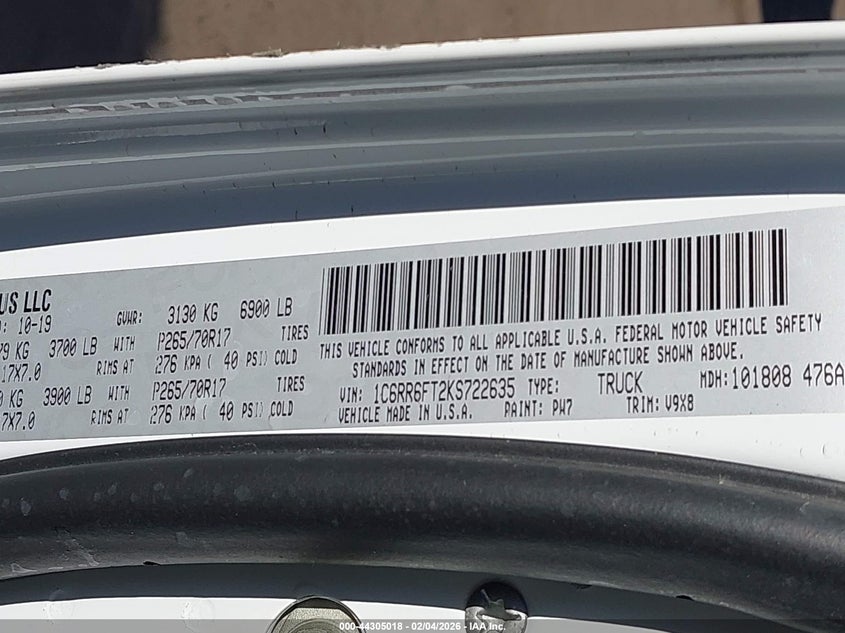 US LLC
: 10-19 GVWR: 3130 KG 6900 LB
79 KG 3700 LB WITH P265/70R17 TIRES
17X7.0 RIMS AT 276 KPA ( 40 PSI) COLD
0 KG 3900 LB WITH P265/70R17 TIRES
7X7.0 RIMS AT 276 KPA ( 40 PSI) COLD
THIS VEHICLE CONFORMS TO ALL APPLICABLE U.S.A. FEDERAL MOTOR VEHICLE SAFETY
STANDARDS IN EFFECT ON THE DATE OF MANUFACTURE SHOWN ABOVE.
VIN: 1C6RR6FT2KS722635 TYPE: TRUCK MDH: 101808 476A
VEHICLE MADE IN U.S.A. PAINT: PW7 TRIM: V9X8
000-44305018 - 02/04/2026 - IAA, Inc.